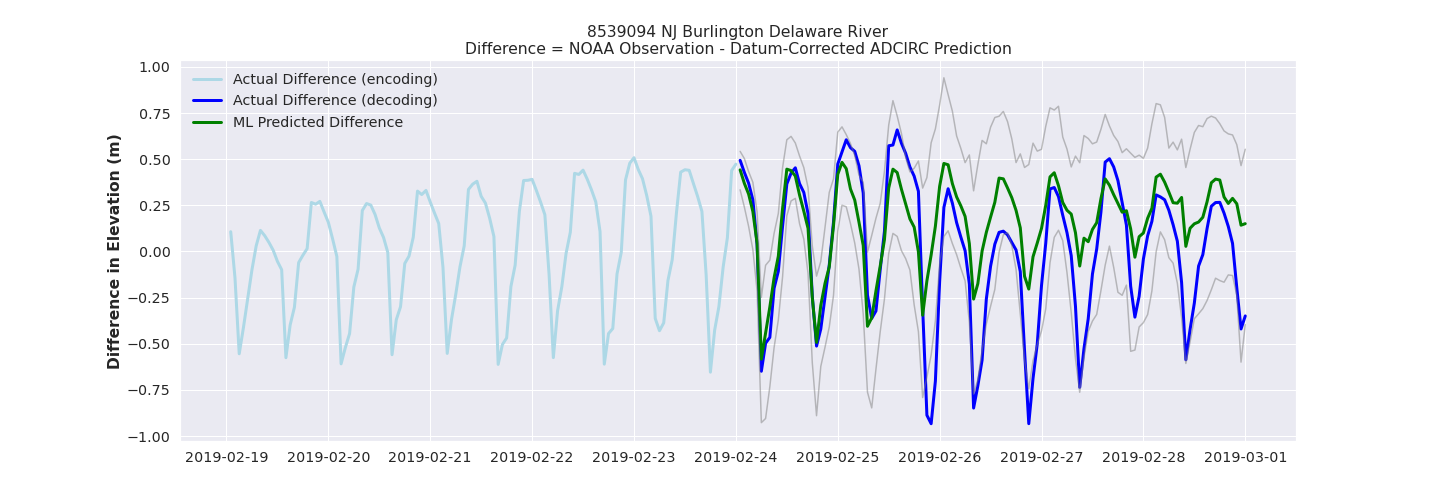 8539094 NJ Burlington Delaware River
Difference = NOAA Observation - Datum-Corrected ADCIRC Prediction
Difference in Elevation (m)
1.00
0.75
0.50
0.25
0.00
−0.25
−0.50
−0.75
−1.00
Actual Difference (encoding)
Actual Difference (decoding)
ML Predicted Difference
2019-02-19 2019-02-20 2019-02-21 2019-02-22 2019-02-23 2019-02-24 2019-02-25 2019-02-26 2019-02-27 2019-02-28 2019-03-01